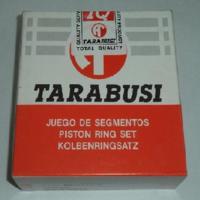 TARABUSI
TOTAL QUALITY
TARABUSI
JUEGO DE SEGMENTOS
PISTON RING SET
KOLBENRINGSATZ